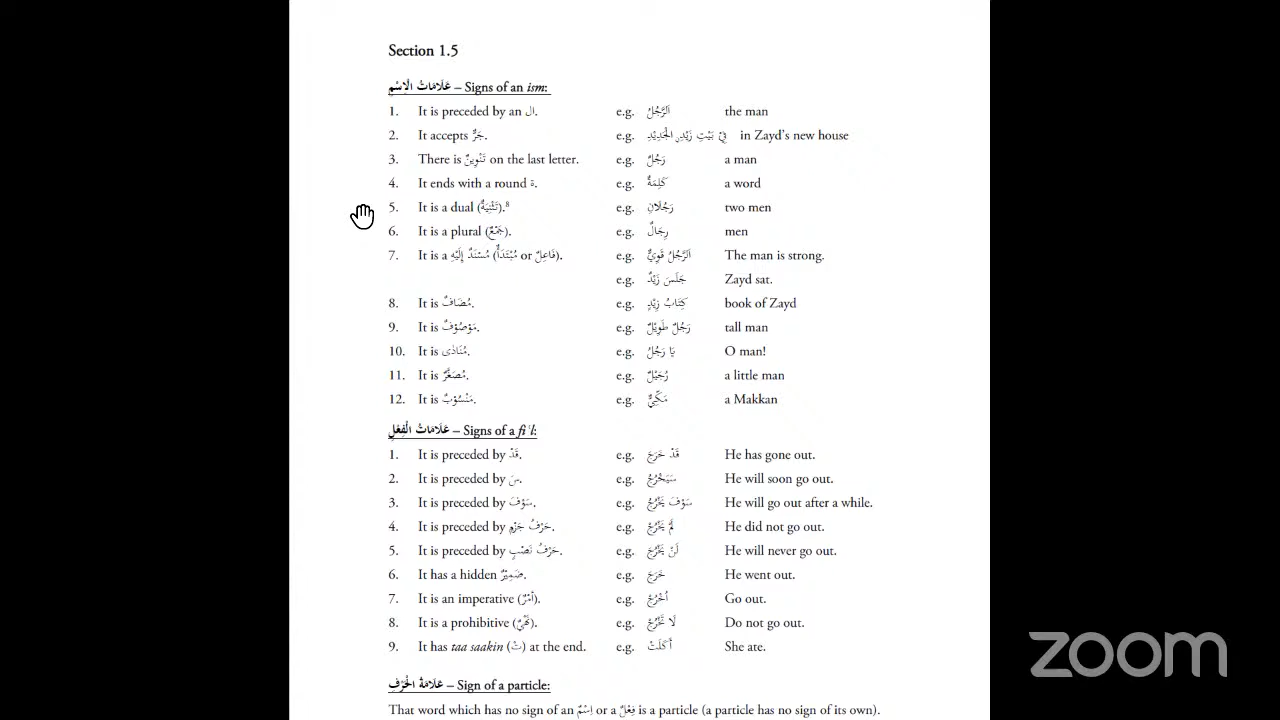 Section 1.5
عَلَامَاتُ الْاِسْمِ – Signs of an ism:
1. It is preceded by an ال. e.g. اَلرَّجُلُ the man
2. It accepts جَرٌّ. e.g. فِيْ بَيْتِ زَيْدِنِ الْجَدِيْدِ in Zayd's new house
3. There is تَنْوِينٌ on the last letter. e.g. رَجُلٌ a man
4. It ends with a round ة. e.g. كَلِمَةٌ a word
5. It is a dual (تَثْنِيَةٌ).⁸ e.g. رَجُلَانِ two men
6. It is a plural (جَمْعٌ). e.g. رِجَالٌ men
7. It is a مُسْنَدٌ إِلَيْهِ (مُبْتَدَأٌ or فَاعِلٌ). e.g. اَلرَّجُلُ قَوِيٌّ The man is strong.
e.g. جَلَسَ زَيْدٌ Zayd sat.
8. It is مُضَافٌ. e.g. كِتَابُ زَيْدٍ book of Zayd
9. It is مَوْصُوْفٌ. e.g. رَجُلٌ طَوِيْلٌ tall man
10. It is مُنَادٰى. e.g. يَا رَجُلُ O man!
11. It is مُصَغَّرٌ. e.g. رُجَيْلٌ a little man
12. It is مَنْسُوْبٌ. e.g. مَكِّيٌّ a Makkan
عَلَامَاتُ الْفِعْلِ – Signs of a fiʿl:
1. It is preceded by قَدْ. e.g. قَدْ خَرَجَ He has gone out.
2. It is preceded by سَ. e.g. سَيَخْرُجُ He will soon go out.
3. It is preceded by سَوْفَ. e.g. سَوْفَ يَخْرُجُ He will go out after a while.
4. It is preceded by حَرْفُ جَزْمٍ. e.g. لَمْ يَخْرُجْ He did not go out.
5. It is preceded by حَرْفُ نَصْبٍ. e.g. لَنْ يَخْرُجَ He will never go out.
6. It has a hidden ضَمِيْرٌ. e.g. خَرَجَ He went out.
7. It is an imperative (أَمْرٌ). e.g. اُخْرُجْ Go out.
8. It is a prohibitive (نَهْيٌ). e.g. لَا تَخْرُجْ Do not go out.
9. It has taa saakin (تْ) at the end. e.g. أَكَلَتْ She ate.
عَلَامَةُ الْحَرْفِ – Sign of a particle:
That word which has no sign of an اِسْمٌ or a فِعْلٌ is a particle (a particle has no sign of its own).
zoom